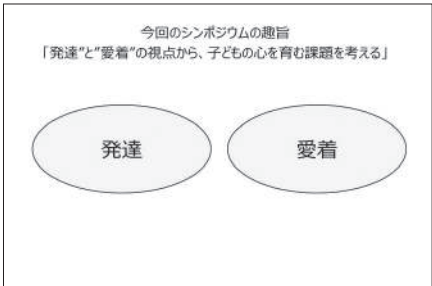 今回のシンポジウムの趣旨
「発達”と”愛着”の視点から、子どもの心を育む課題を考える」
発達
愛着